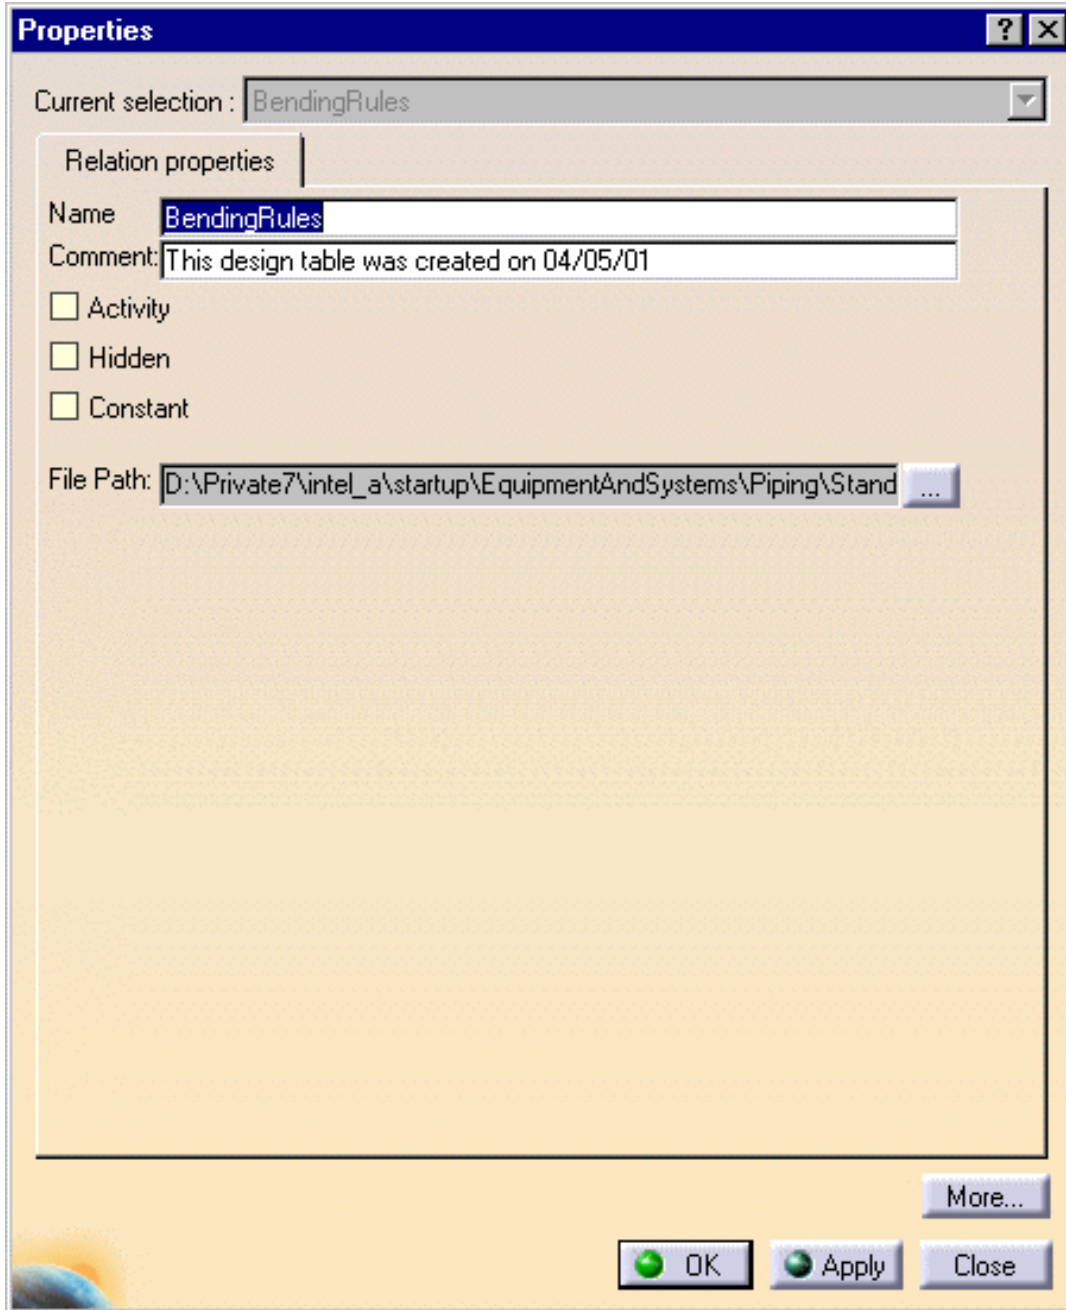 Properties
Current selection : BendingRules
Relation properties
Name BendingRules
Comment: This design table was created on 04/05/01
Activity
Hidden
Constant
File Path: D:\Private7\intel_a\startup\EquipmentAndSystems\Piping\Stand ...
More...
OK Apply Close